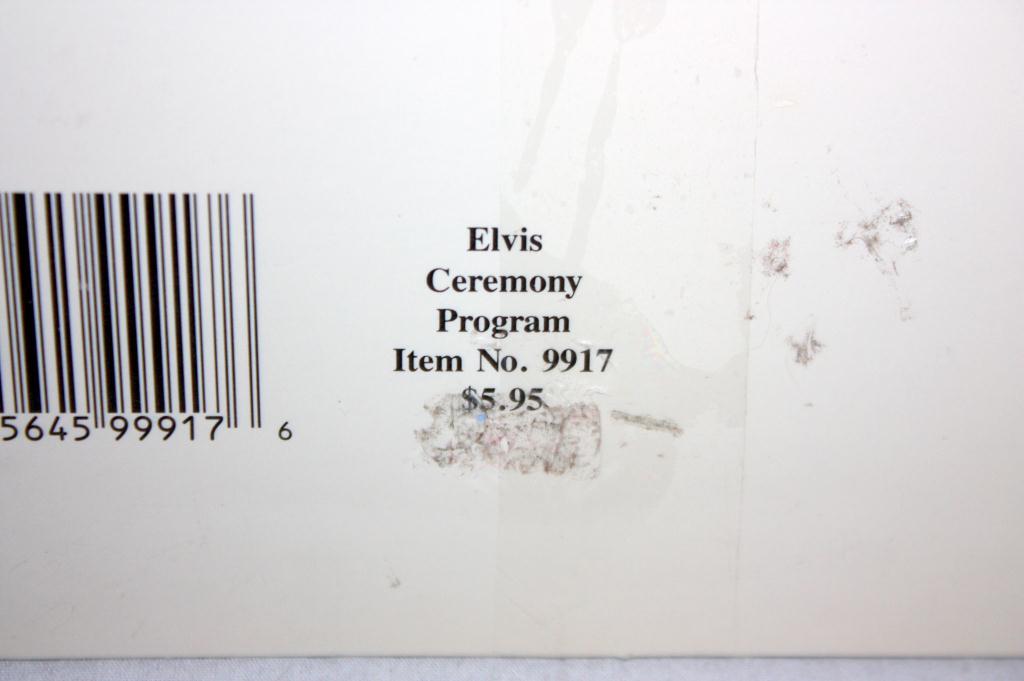 Elvis
Ceremony
Program
Item No. 9917
$5.95
5645 99917 6